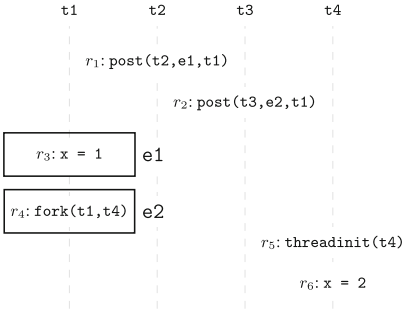 t1 t2 t3 t4
r₁: post(t2,e1,t1)
r₂: post(t3,e2,t1)
r₃: x = 1 e1
r₄: fork(t1,t4) e2
r₅: threadinit(t4)
r₆: x = 2